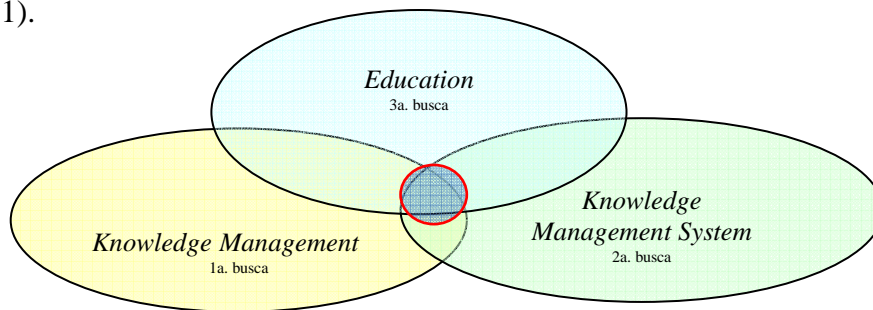 1).
Education
3a. busca
Knowledge Management
1a. busca
Knowledge
Management System
2a. busca